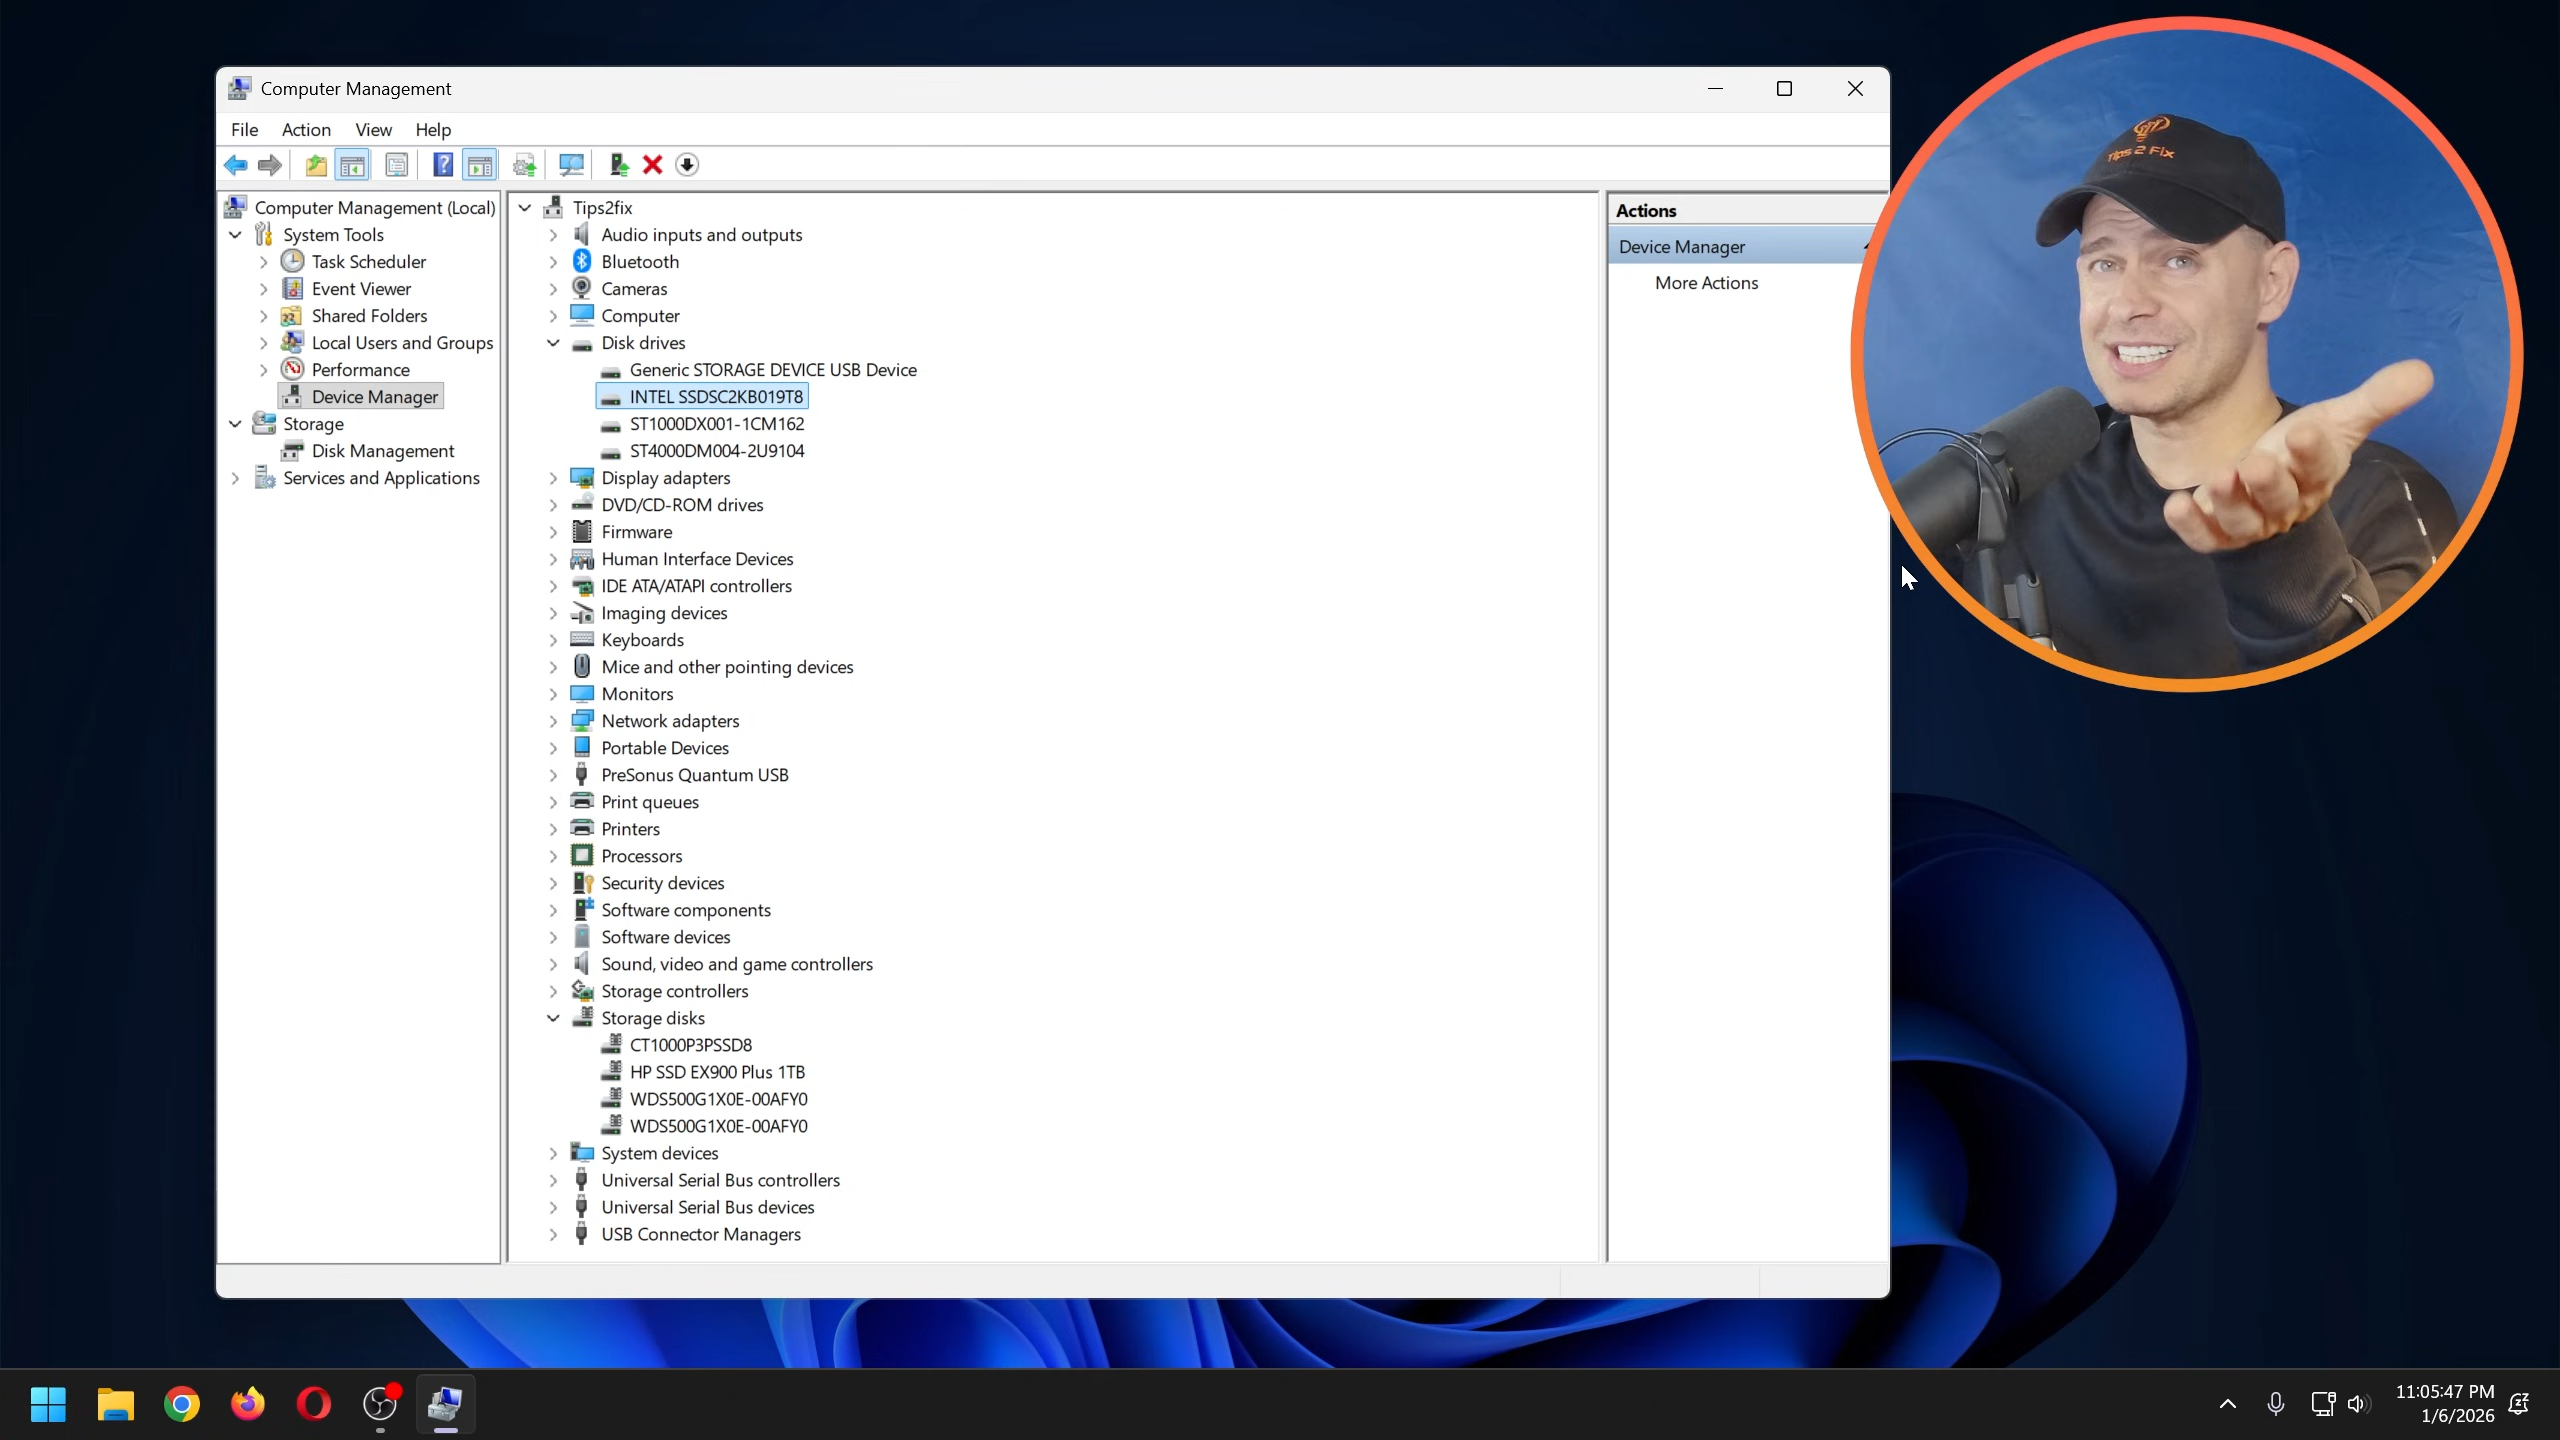 Computer Management
File Action View Help
Computer Management (Local)
System Tools
Task Scheduler
Event Viewer
Shared Folders
Local Users and Groups
Performance
Device Manager
Storage
Disk Management
Services and Applications
Tips2fix
Audio inputs and outputs
Bluetooth
Cameras
Computer
Disk drives
Generic STORAGE DEVICE USB Device
INTEL SSDSC2KB019T8
ST1000DX001-1CM162
ST4000DM004-2U9104
Display adapters
DVD/CD-ROM drives
Firmware
Human Interface Devices
IDE ATA/ATAPI controllers
Imaging devices
Keyboards
Mice and other pointing devices
Monitors
Network adapters
Portable Devices
PreSonus Quantum USB
Print queues
Printers
Processors
Security devices
Software components
Software devices
Sound, video and game controllers
Storage controllers
Storage disks
CT1000P3PSSD8
HP SSD EX900 Plus 1TB
WDS500G1X0E-00AFY0
WDS500G1X0E-00AFY0
System devices
Universal Serial Bus controllers
Universal Serial Bus devices
USB Connector Managers
Actions
Device Manager
More Actions
Tips 2 Fix
11:05:47 PM
1/6/2026